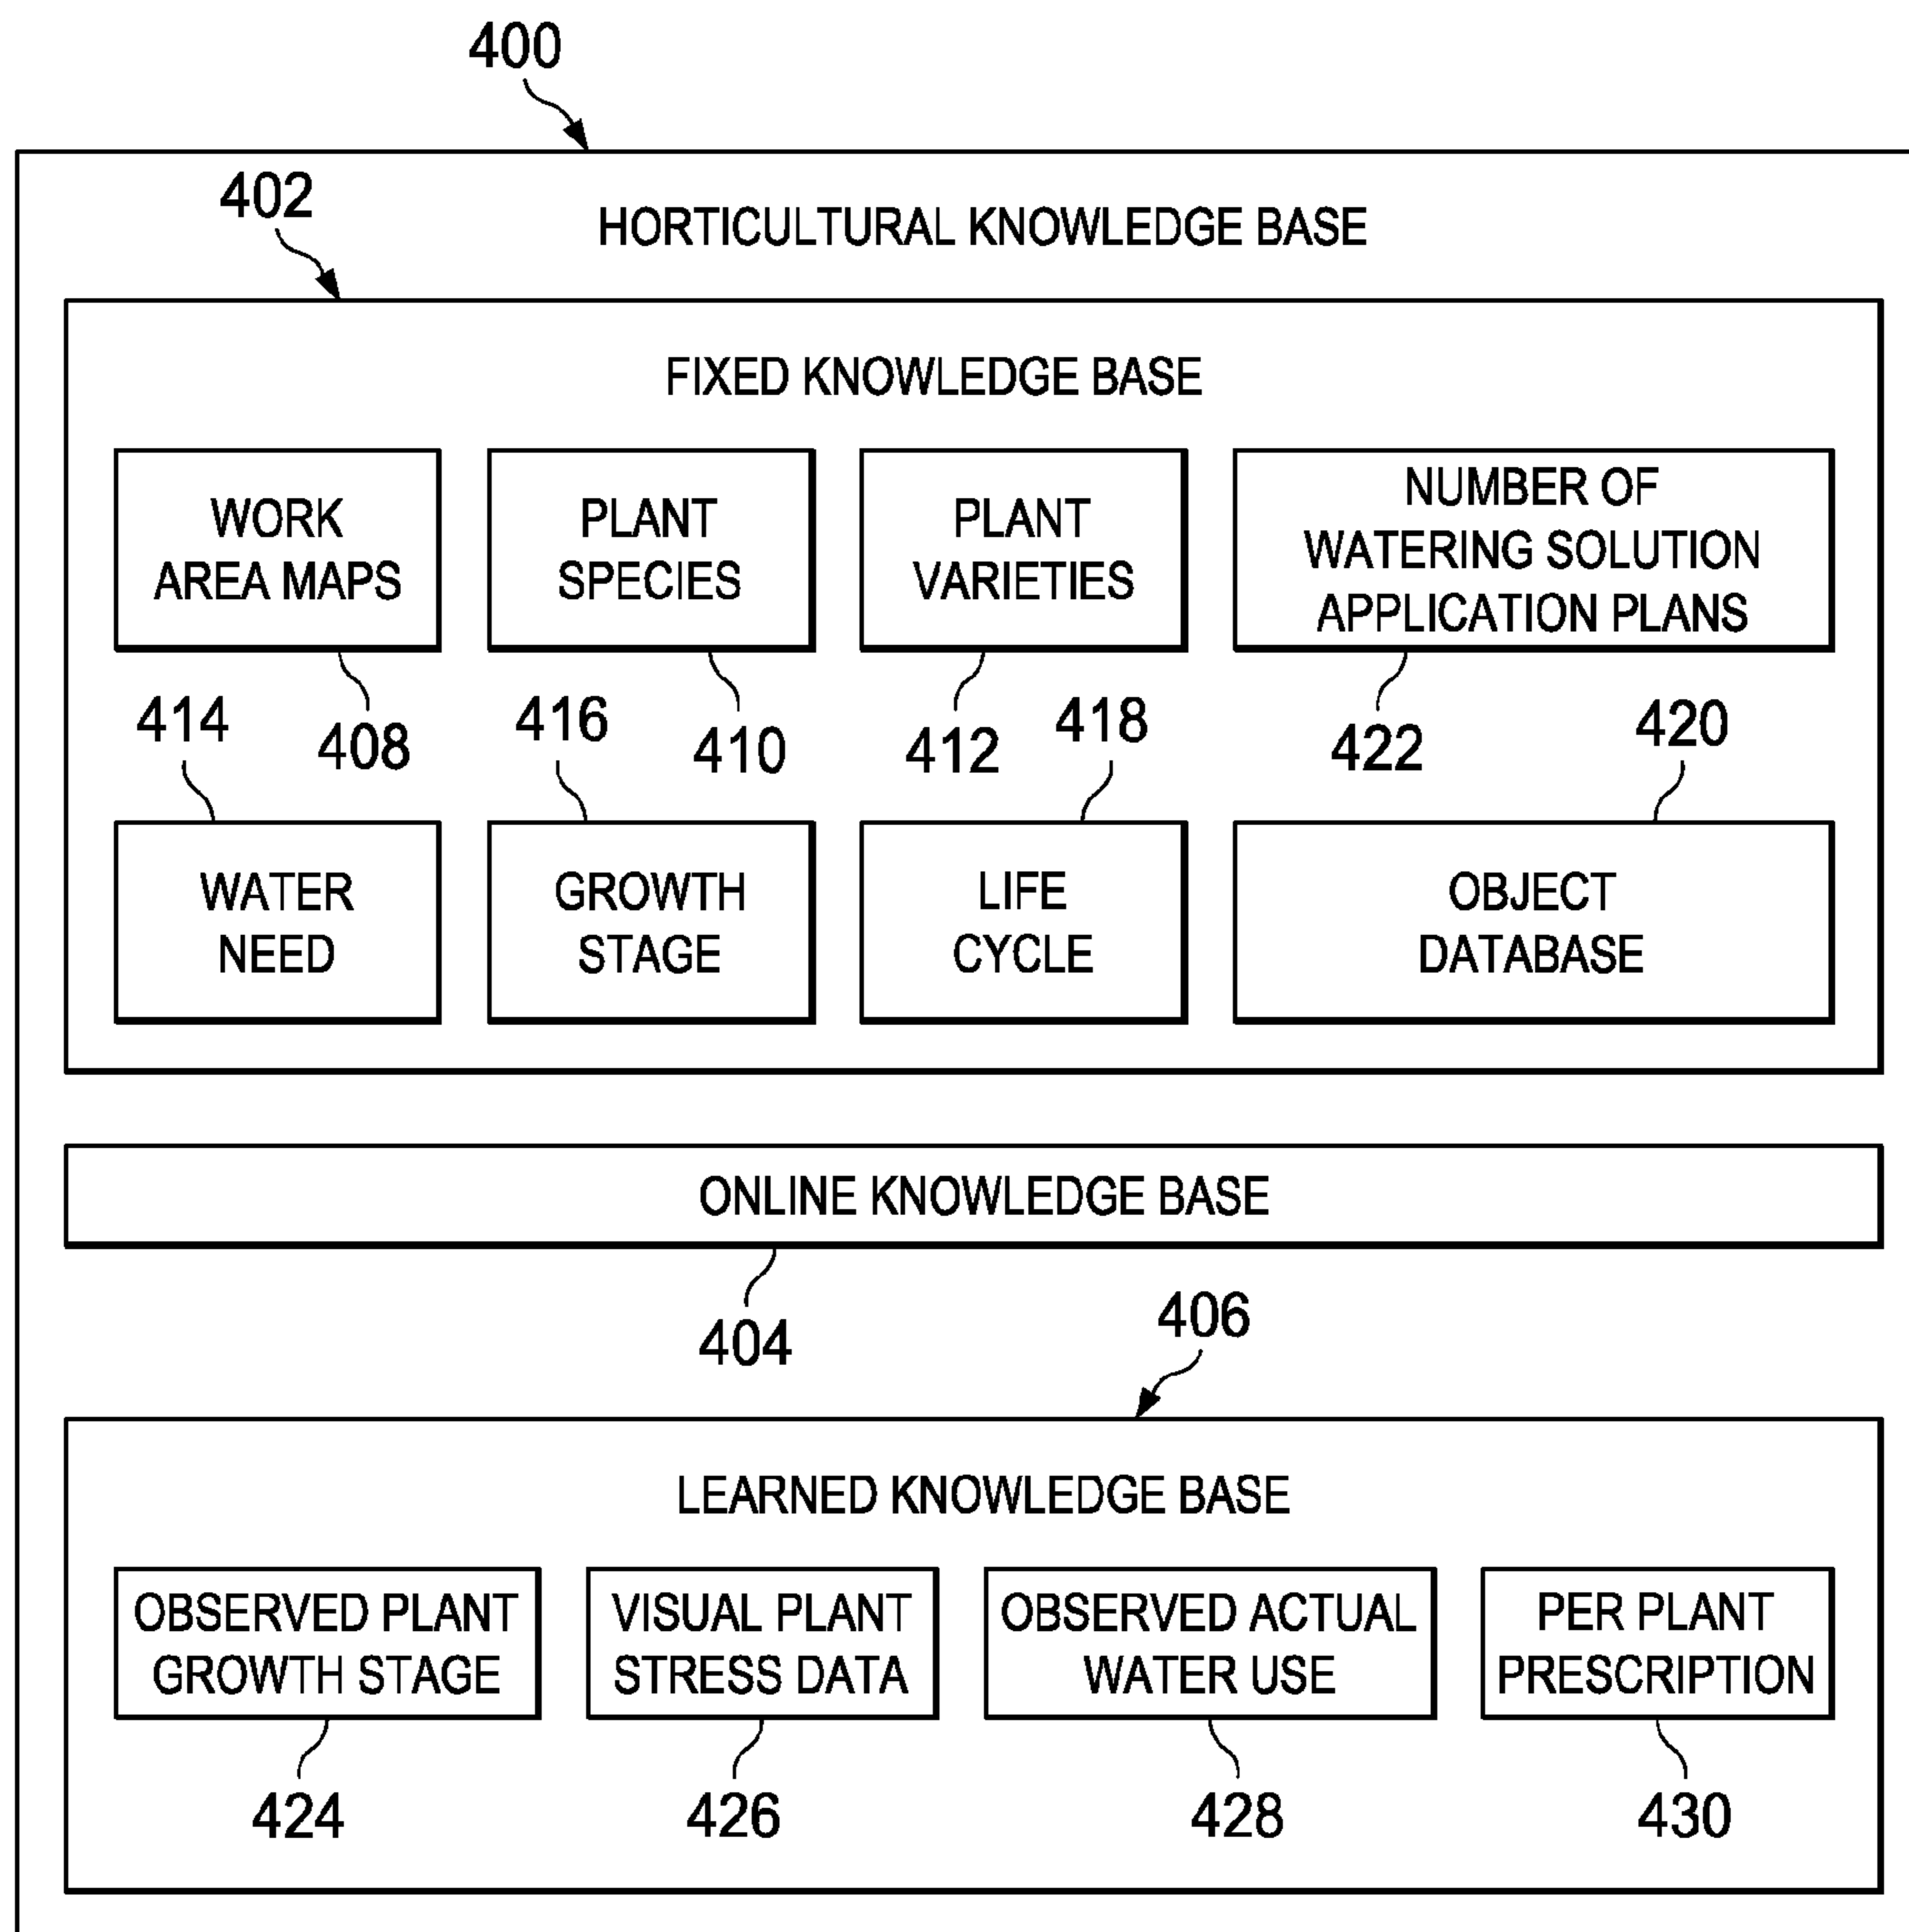 400
402
HORTICULTURAL KNOWLEDGE BASE
FIXED KNOWLEDGE BASE
WORK
AREA MAPS
PLANT
SPECIES
PLANT
VARIETIES
NUMBER OF
WATERING SOLUTION
APPLICATION PLANS
414
408
416
410
412
418
422
420
WATER
NEED
GROWTH
STAGE
LIFE
CYCLE
OBJECT
DATABASE
ONLINE KNOWLEDGE BASE
404
406
LEARNED KNOWLEDGE BASE
OBSERVED PLANT
GROWTH STAGE
VISUAL PLANT
STRESS DATA
OBSERVED ACTUAL
WATER USE
PER PLANT
PRESCRIPTION
424
426
428
430